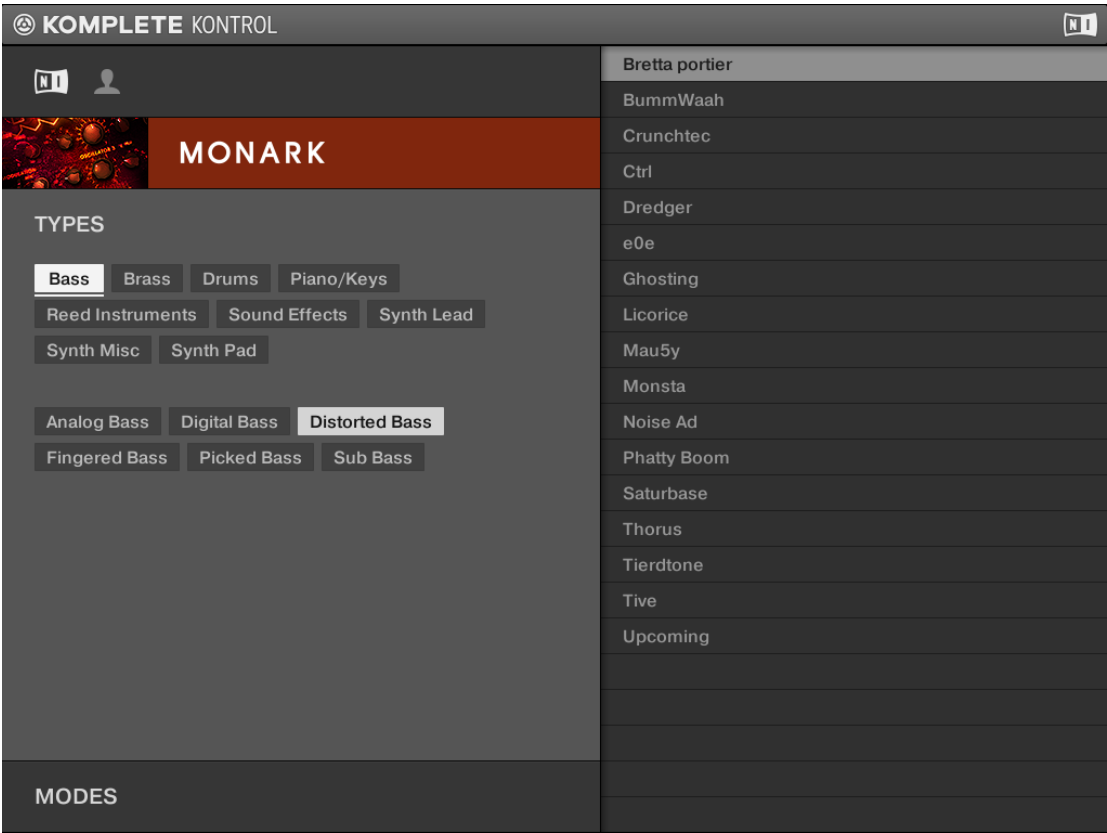 KOMPLETE KONTROL
NI
NI
MONARK
TYPES
Bass Brass Drums Piano/Keys
Reed Instruments Sound Effects Synth Lead
Synth Misc Synth Pad
Analog Bass Digital Bass Distorted Bass
Fingered Bass Picked Bass Sub Bass
MODES
Bretta portier
BummWaah
Crunchtec
Ctrl
Dredger
e0e
Ghosting
Licorice
Mau5y
Monsta
Noise Ad
Phatty Boom
Saturbase
Thorus
Tierdtone
Tive
Upcoming